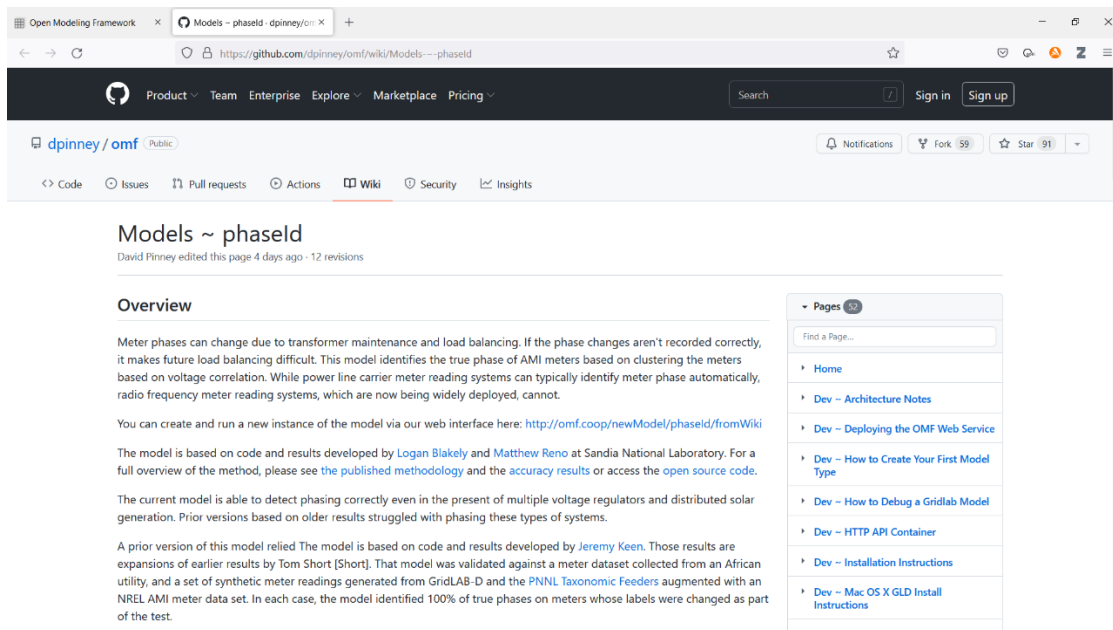 Open Modeling Framework
Models ~ phaseId · dpinney/om
https://github.com/dpinney/omf/wiki/Models-~-phaseId
Product Team Enterprise Explore Marketplace Pricing
Search /
Sign in Sign up
dpinney / omf Public
Notifications Fork 59 Star 91
Code Issues Pull requests Actions Wiki Security Insights
Models ~ phaseId
David Pinney edited this page 4 days ago · 12 revisions
Overview
Meter phases can change due to transformer maintenance and load balancing. If the phase changes aren't recorded correctly,
it makes future load balancing difficult. This model identifies the true phase of AMI meters based on clustering the meters
based on voltage correlation. While power line carrier meter reading systems can typically identify meter phase automatically,
radio frequency meter reading systems, which are now being widely deployed, cannot.
You can create and run a new instance of the model via our web interface here: http://omf.coop/newModel/phaseId/fromWiki
The model is based on code and results developed by Logan Blakely and Matthew Reno at Sandia National Laboratory. For a
full overview of the method, please see the published methodology and the accuracy results or access the open source code.
The current model is able to detect phasing correctly even in the present of multiple voltage regulators and distributed solar
generation. Prior versions based on older results struggled with phasing these types of systems.
A prior version of this model relied The model is based on code and results developed by Jeremy Keen. Those results are
expansions of earlier results by Tom Short [Short]. That model was validated against a meter dataset collected from an African
utility, and a set of synthetic meter readings generated from GridLAB-D and the PNNL Taxonomic Feeders augmented with an
NREL AMI meter data set. In each case, the model identified 100% of true phases on meters whose labels were changed as part
of the test.
Pages 52
Find a Page...
Home
Dev ~ Architecture Notes
Dev ~ Deploying the OMF Web Service
Dev ~ How to Create Your First Model
Type
Dev ~ How to Debug a Gridlab Model
Dev ~ HTTP API Container
Dev ~ Installation Instructions
Dev ~ Mac OS X GLD Install
Instructions